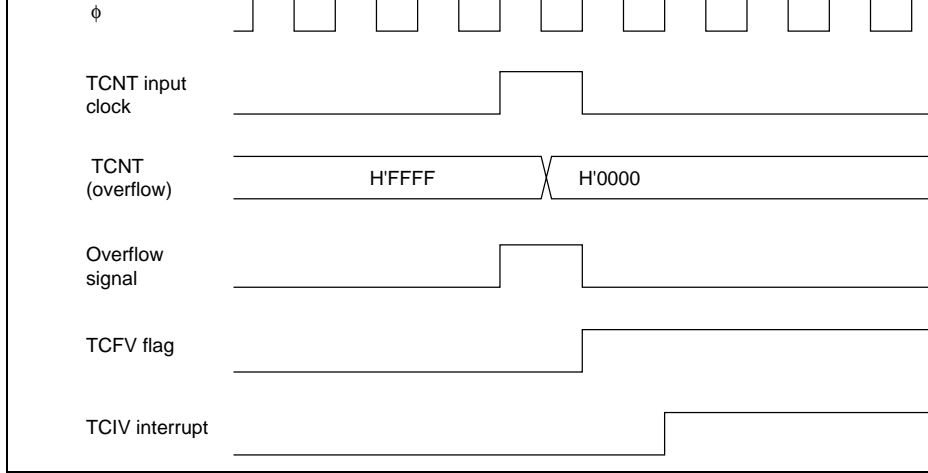 φ
TCNT input
clock
TCNT
(overflow)
H'FFFF
H'0000
Overflow
signal
TCFV flag
TCIV interrupt